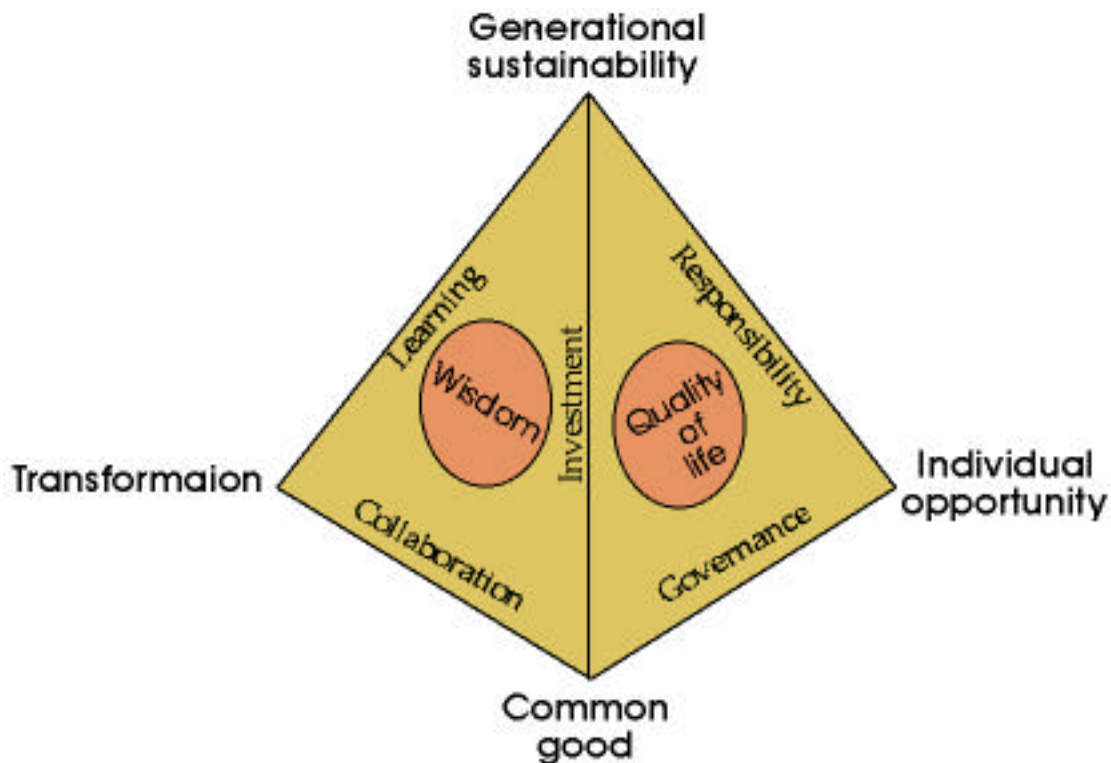 Generational
sustainability
Learning
Responsibility
Wisdom
Investment
Quality
of
life
Transformaion
Individual
opportunity
Collaboration
Governance
Common
good